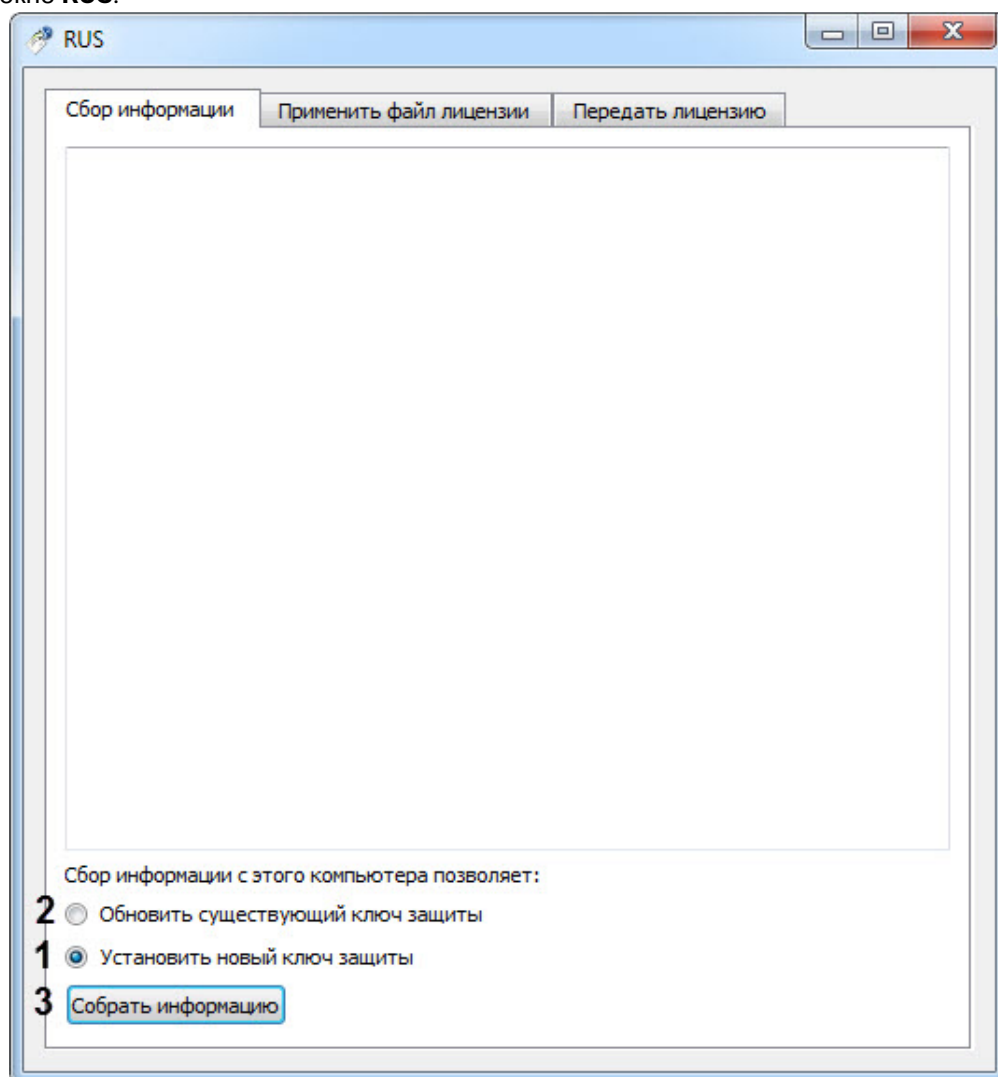 окне RUS.
RUS
Сбор информации Применить файл лицензии Передать лицензию
Сбор информации с этого компьютера позволяет:
2 Обновить существующий ключ защиты
1 Установить новый ключ защиты
3 Собрать информацию